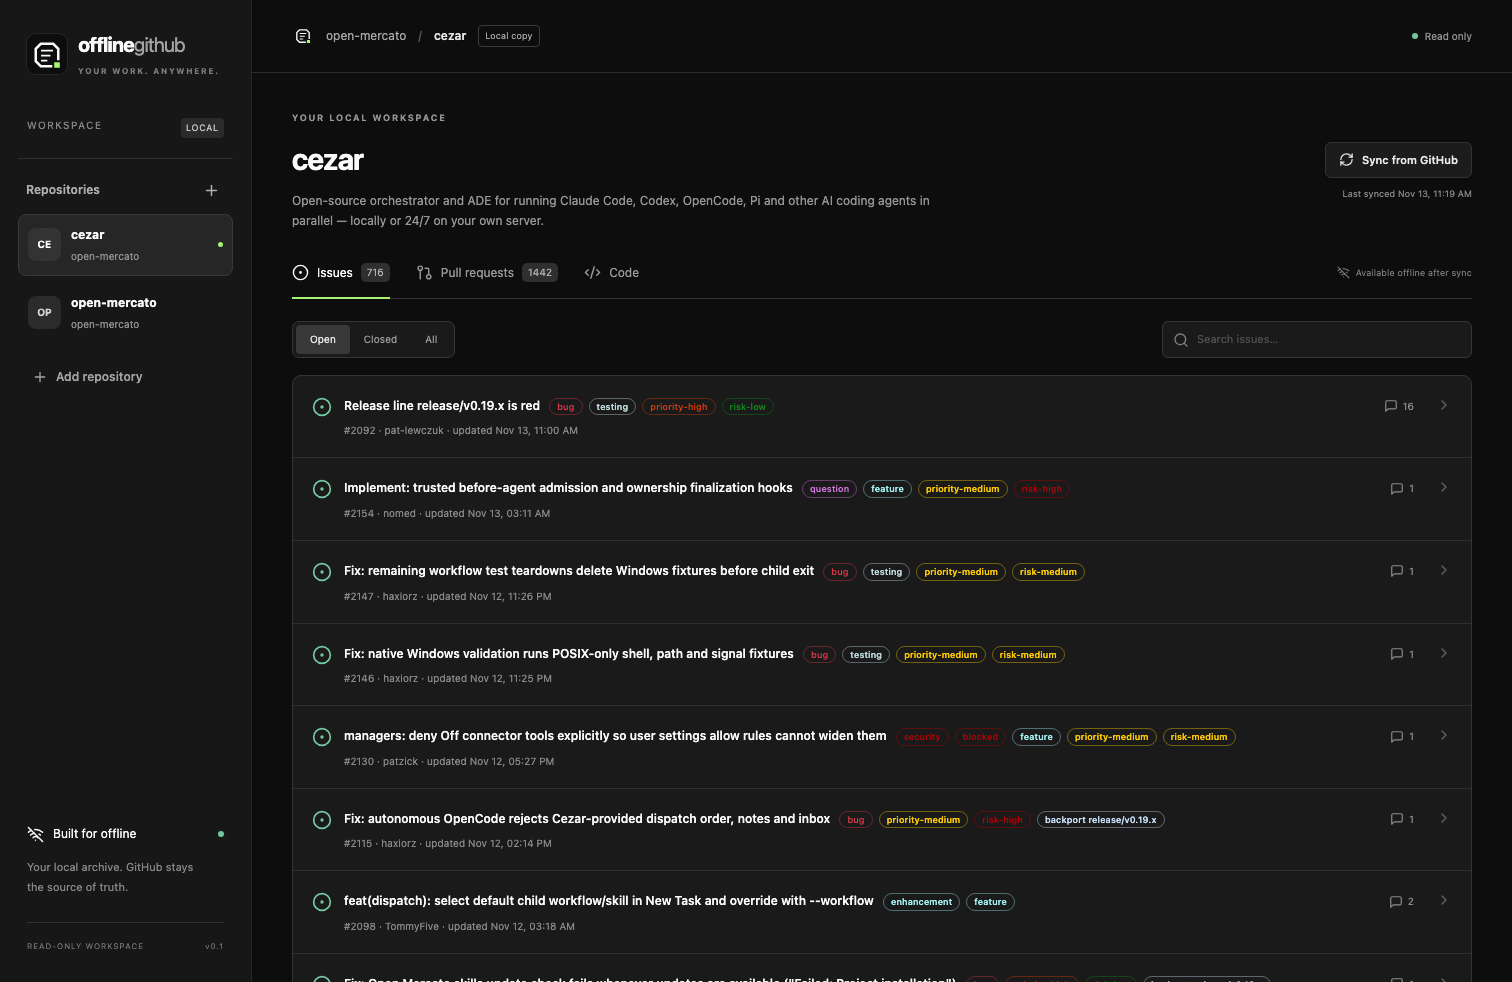 offlinegithub
YOUR WORK. ANYWHERE.
WORKSPACE
LOCAL
Repositories
CE
cezar
open-mercato
OP
open-mercato
open-mercato
Add repository
Built for offline
Your local archive. GitHub stays
the source of truth.
READ-ONLY WORKSPACE
v0.1
open-mercato / cezar
Local copy
Read only
YOUR LOCAL WORKSPACE
cezar
Open-source orchestrator and ADE for running Claude Code, Codex, OpenCode, Pi and other AI coding agents in
parallel — locally or 24/7 on your own server.
Sync from GitHub
Last synced Nov 13, 11:19 AM
Issues 716
Pull requests 1442
Code
Available offline after sync
Open
Closed
All
Search issues...
Release line release/v0.19.x is red bug testing priority-high risk-low 16
#2092 · pat-lewczuk · updated Nov 13, 11:00 AM
Implement: trusted before-agent admission and ownership finalization hooks question feature priority-medium risk-high 1
#2154 · nomed · updated Nov 13, 03:11 AM
Fix: remaining workflow test teardowns delete Windows fixtures before child exit bug testing priority-medium risk-medium 1
#2147 · haxiorz · updated Nov 12, 11:26 PM
Fix: native Windows validation runs POSIX-only shell, path and signal fixtures bug testing priority-medium risk-medium 1
#2146 · haxiorz · updated Nov 12, 11:25 PM
managers: deny Off connector tools explicitly so user settings allow rules cannot widen them security blocked feature priority-medium risk-medium 1
#2130 · patzick · updated Nov 12, 05:27 PM
Fix: autonomous OpenCode rejects Cezar-provided dispatch order, notes and inbox bug priority-medium risk-high backport release/v0.19.x 1
#2115 · haxiorz · updated Nov 12, 02:14 PM
feat(dispatch): select default child workflow/skill in New Task and override with --workflow enhancement feature 2
#2098 · TommyFive · updated Nov 12, 03:18 AM
Fix: Open Mercato skills update check fails whenever updates are available ("Failed: Project installation")